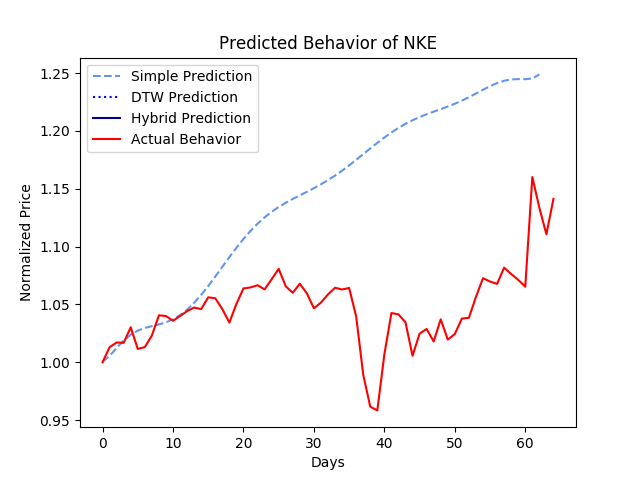 Predicted Behavior of NKE
Simple Prediction
DTW Prediction
Hybrid Prediction
Actual Behavior
1.25
1.20
1.15
1.10
1.05
1.00
0.95
Normalized Price
0 10 20 30 40 50 60
Days